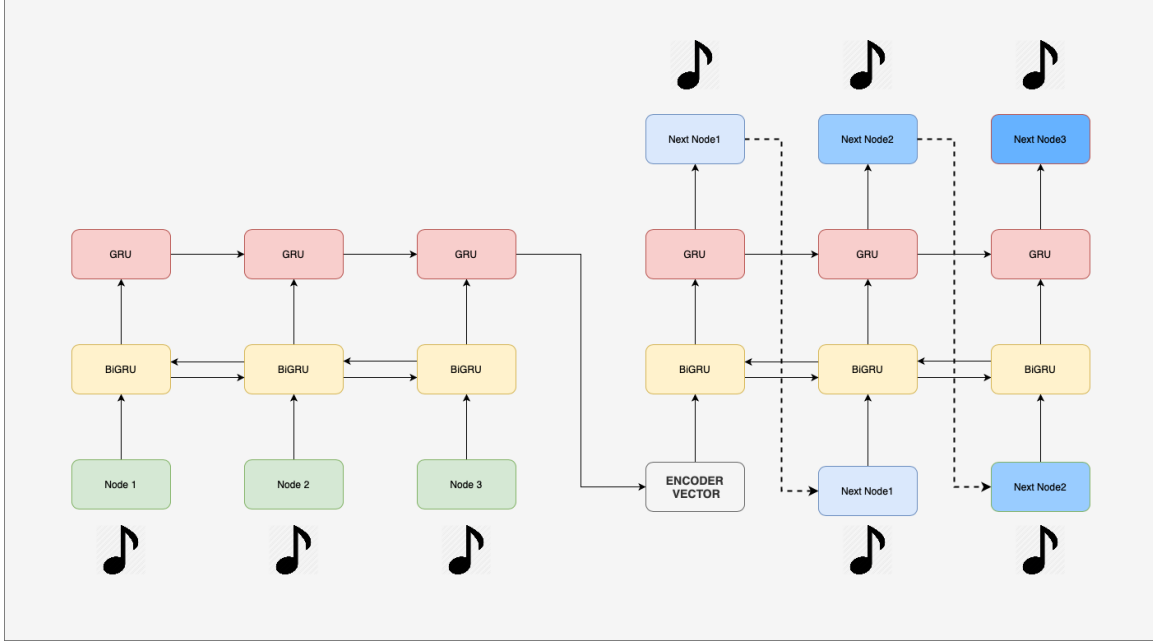 Next Node1
Next Node2
Next Node3
GRU
GRU
GRU
GRU
GRU
GRU
BiGRU
BiGRU
BiGRU
BiGRU
BiGRU
BiGRU
Node 1
Node 2
Node 3
ENCODER
VECTOR
Next Node1
Next Node2